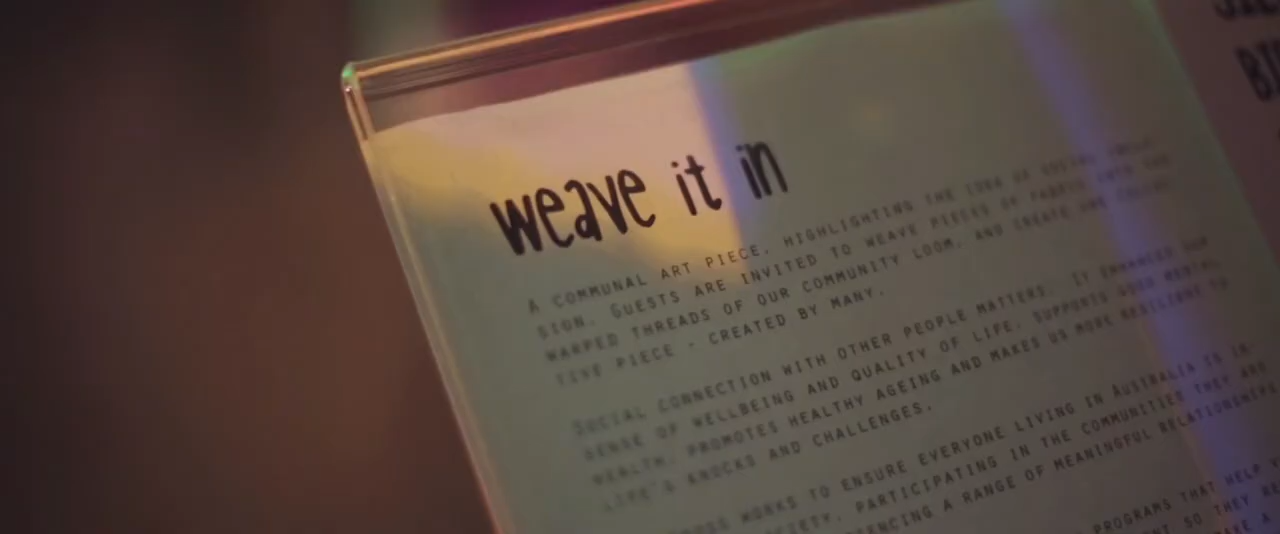 weave it in
A COMMUNAL ART PIECE, HIGHLIGHTING THE IDEA OF SOCIAL
SION. GUESTS ARE INVITED TO WEAVE PIECES OF FABRIC INTO THE
WARPED THREADS OF OUR COMMUNITY LOOM, AND CREATE ONE
TIVE PIECE - CREATED BY MANY.
SOCIAL CONNECTION WITH OTHER PEOPLE MATTERS. IT ENHANCES OUR
SENSE OF WELLBEING AND QUALITY OF LIFE, SUPPORTS GOOD MENTAL
HEALTH, PROMOTES HEALTHY AGEING AND MAKES US MORE RESILIENT TO
LIFE'S KNOCKS AND CHALLENGES.
WORKS TO ENSURE EVERYONE LIVING IN AUSTRALIA IS
PARTICIPATING IN THE COMMUNITIES THEY ARE
A RANGE OF MEANINGFUL RELATIONSHIPS
PROGRAMS THAT HELP
SO THEY